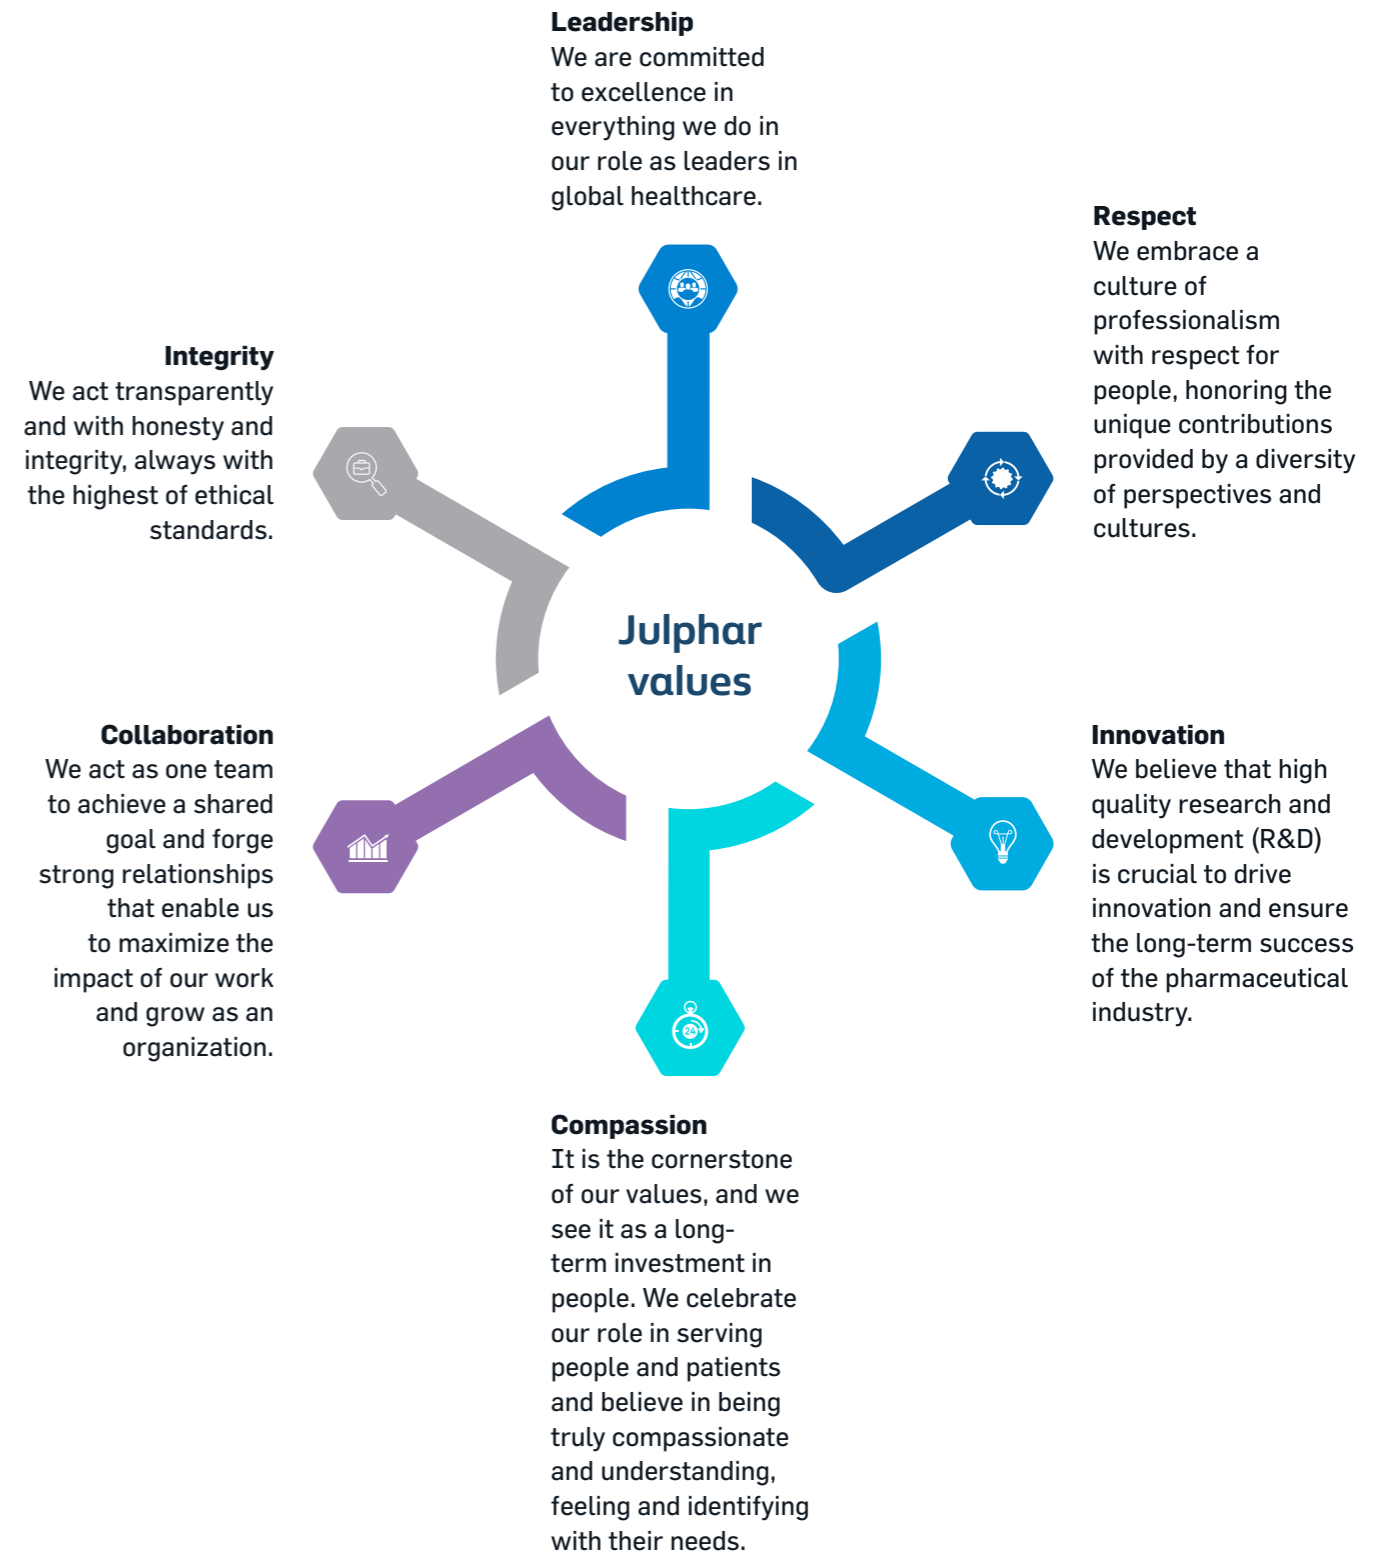 Leadership
We are committed
to excellence in
everything we do in
our role as leaders in
global healthcare.
Respect
We embrace a
culture of
professionalism
with respect for
people, honoring the
unique contributions
provided by a diversity
of perspectives and
cultures.
Integrity
We act transparently
and with honesty and
integrity, always with
the highest of ethical
standards.
Julphar
values
Collaboration
We act as one team
to achieve a shared
goal and forge
strong relationships
that enable us
to maximize the
impact of our work
and grow as an
organization.
Innovation
We believe that high
quality research and
development (R&D)
is crucial to drive
innovation and ensure
the long-term success
of the pharmaceutical
industry.
24
Compassion
It is the cornerstone
of our values, and we
see it as a long-
term investment in
people. We celebrate
our role in serving
people and patients
and believe in being
truly compassionate
and understanding,
feeling and identifying
with their needs.